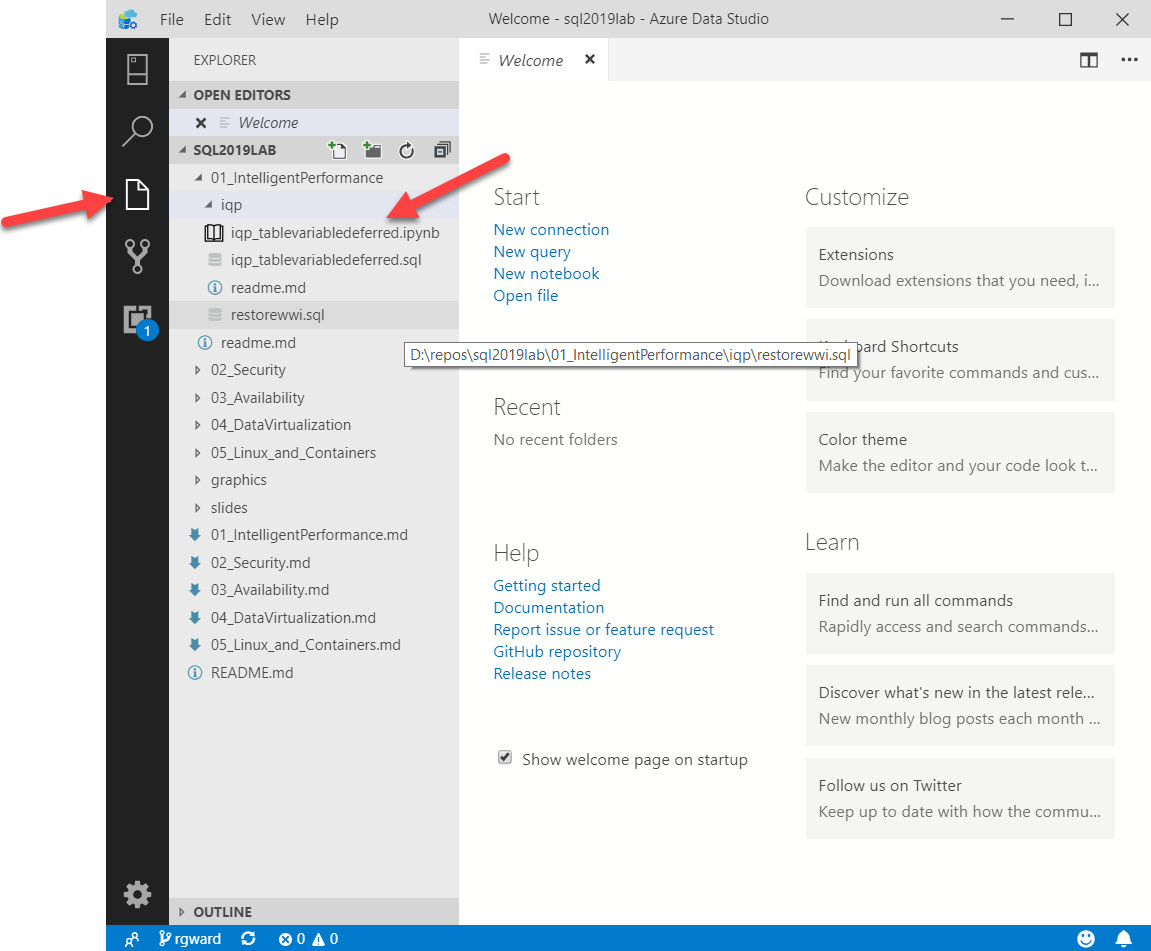 File Edit View Help
Welcome - sql2019lab - Azure Data Studio
EXPLORER
OPEN EDITORS
Welcome
SQL2019LAB
01_IntelligentPerformance
iqp
iqp_tablevariabledeferred.ipynb
iqp_tablevariabledeferred.sql
readme.md
restorewwi.sql
readme.md
02_Security
03_Availability
04_DataVirtualization
05_Linux_and_Containers
graphics
slides
01_IntelligentPerformance.md
02_Security.md
03_Availability.md
04_DataVirtualization.md
05_Linux_and_Containers.md
README.md
OUTLINE
1
Welcome
Start
New connection
New query
New notebook
Open file
D:\repos\sql2019lab\01_IntelligentPerformance\iqp\restorewwi.sql
Recent
No recent folders
Help
Getting started
Documentation
Report issue or feature request
GitHub repository
Release notes
Show welcome page on startup
Customize
Extensions
Download extensions that you need, i...
board Shortcuts
Find your favorite commands and cus...
Color theme
Make the editor and your code look t...
Learn
Find and run all commands
Rapidly access and search commands...
Discover what's new in the latest rele...
New monthly blog posts each month ...
Follow us on Twitter
Keep up to date with how the commu...
rgward 0 0